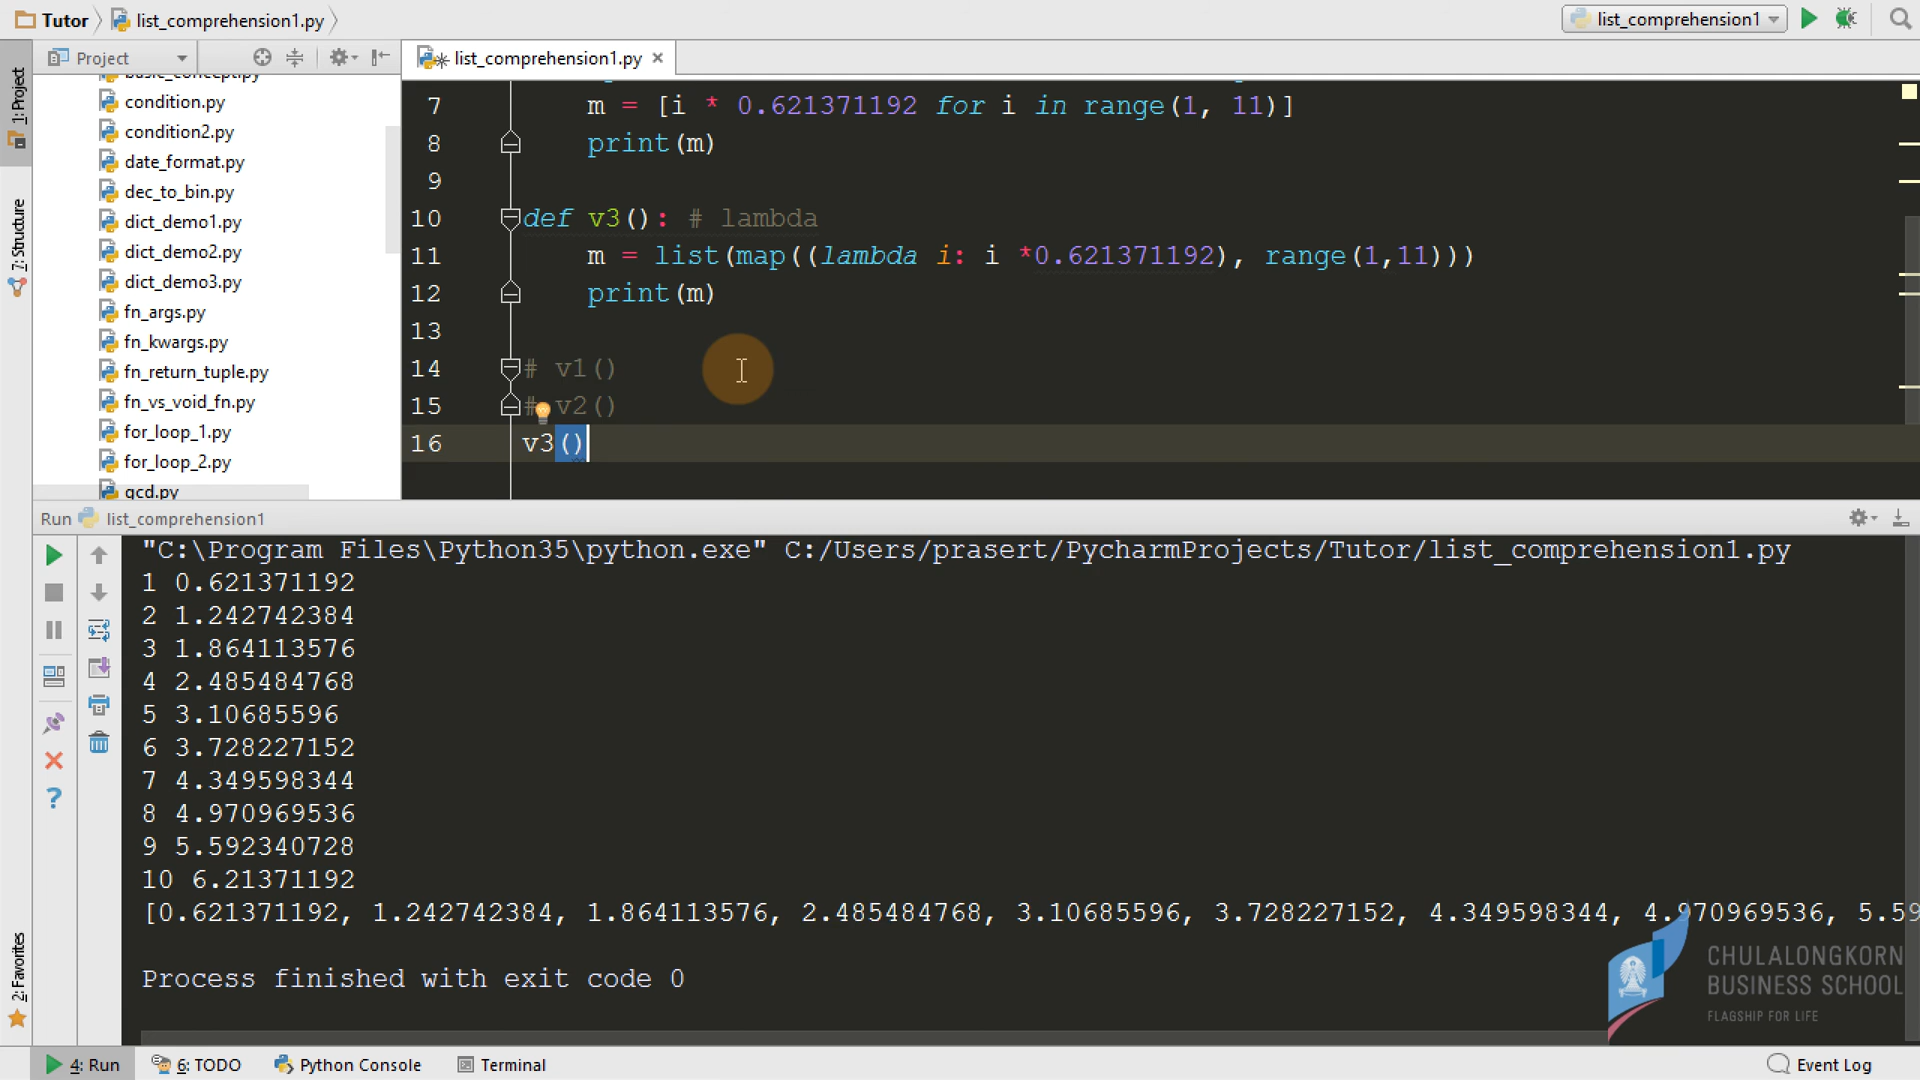 Tutor list_comprehension1.py list_comprehension1
1: Project
7: Structure
2: Favorites
Project
basic_concept.py
condition.py
condition2.py
date_format.py
dec_to_bin.py
dict_demo1.py
dict_demo2.py
dict_demo3.py
fn_args.py
fn_kwargs.py
fn_return_tuple.py
fn_vs_void_fn.py
for_loop_1.py
for_loop_2.py
gcd.py
list_comprehension1.py
7 m = [i * 0.621371192 for i in range(1, 11)]
8 print(m)
9
10 def v3(): # lambda
11 m = list(map((lambda i: i *0.621371192), range(1,11)))
12 print(m)
13
14 # v1()
15 # v2()
16 v3()
Run list_comprehension1
"C:\Program Files\Python35\python.exe" C:/Users/prasert/PycharmProjects/Tutor/list_comprehension1.py
1 0.621371192
2 1.242742384
3 1.864113576
4 2.485484768
5 3.10685596
6 3.728227152
7 4.349598344
8 4.970969536
9 5.592340728
10 6.21371192
[0.621371192, 1.242742384, 1.864113576, 2.485484768, 3.10685596, 3.728227152, 4.349598344, 4.970969536, 5.59
Process finished with exit code 0
CHULALONGKORN
BUSINESS SCHOOL
FLAGSHIP FOR LIFE
4: Run 6: TODO Python Console Terminal Event Log